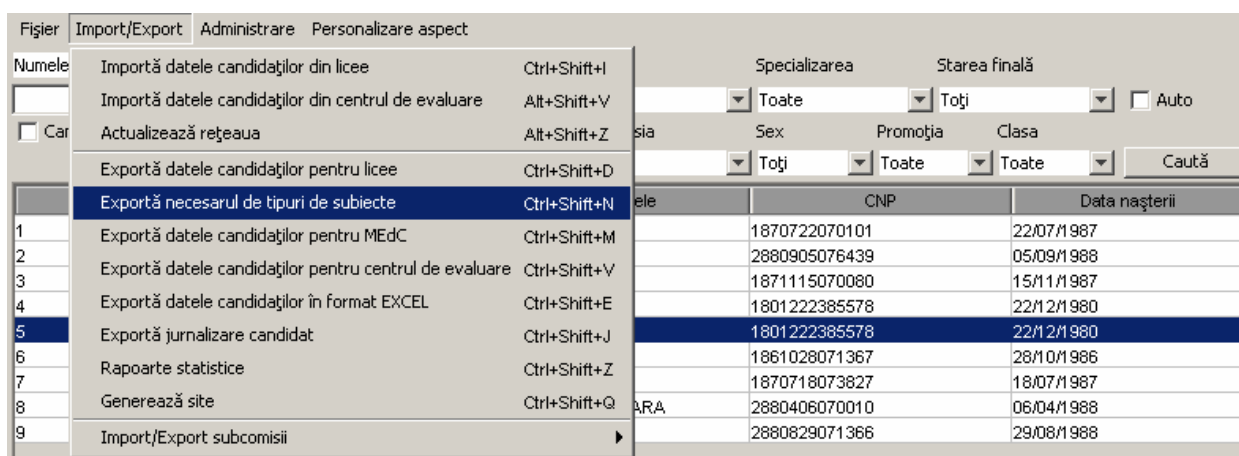 Fişier Import/Export Administrare Personalizare aspect
Numele Specializarea Starea finală
Importă datele candidaţilor din licee Ctrl+Shift+I
Importă datele candidaţilor din centrul de evaluare Alt+Shift+V Toate Toţi Auto
Car Actualizează reţeaua Alt+Shift+Z sia Sex Promoţia Clasa
Exportă datele candidaţilor pentru licee Ctrl+Shift+D Toţi Toate Toate Caută
Exportă necesarul de tipuri de subiecte Ctrl+Shift+N ele CNP Data naşterii
1 1870722070101 22/07/1987
Exportă datele candidaţilor pentru MEdC Ctrl+Shift+M
2 2880905076439 05/09/1988
Exportă datele candidaţilor pentru centrul de evaluare Ctrl+Shift+V
3 1871115070080 15/11/1987
Exportă datele candidaţilor în format EXCEL Ctrl+Shift+E
4 1801222385578 22/12/1980
Exportă jurnalizare candidat Ctrl+Shift+J
5 1801222385578 22/12/1980
6 1861028071367 28/10/1986
Rapoarte statistice Ctrl+Shift+Z
7 1870718073827 18/07/1987
Generează site Ctrl+Shift+Q
8 ARA 2880406070010 06/04/1988
9 2880829071366 29/08/1988
Import/Export subcomisii